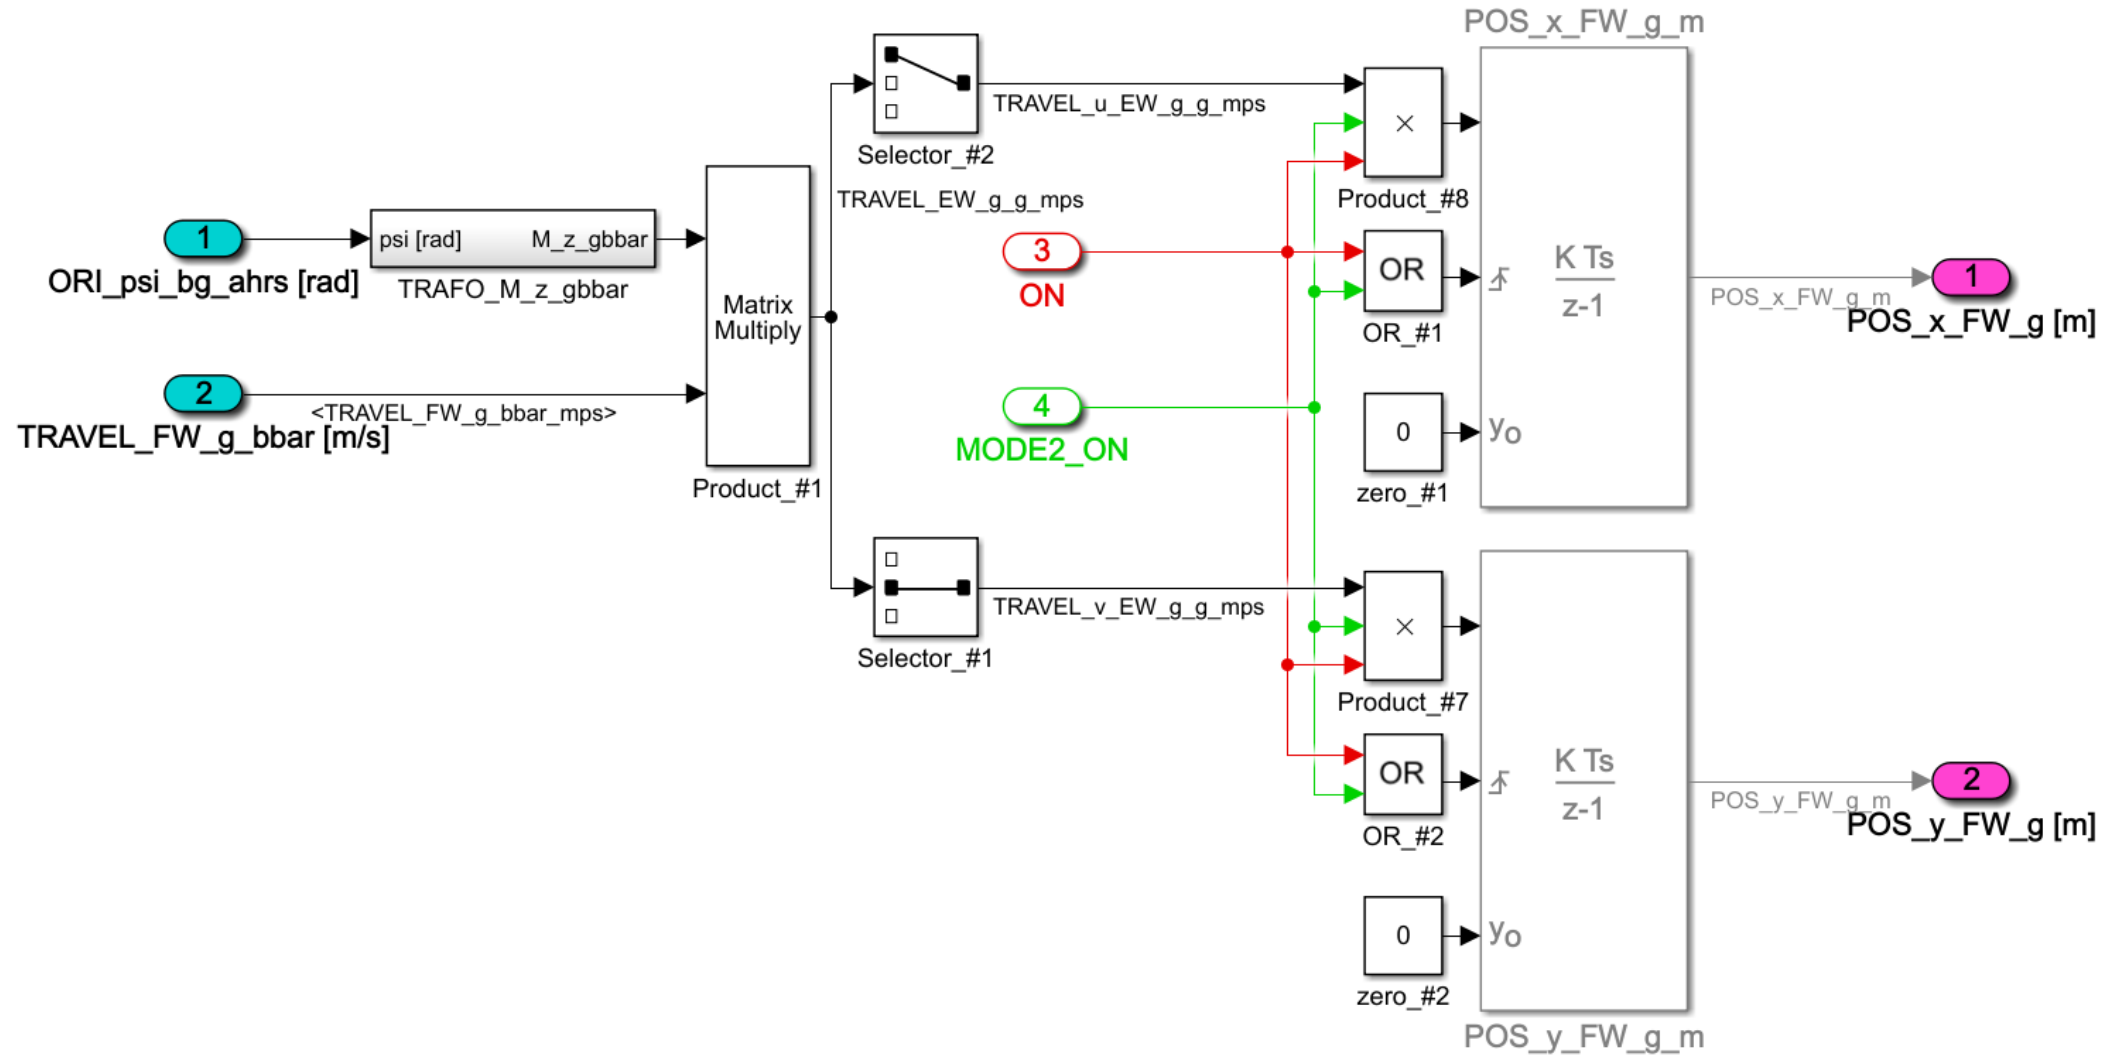 POS_x_FW_g_m
TRAVEL_u_EW_g_g_mps
×
Selector_#2
Product_#8
TRAVEL_EW_g_g_mps
1
psi [rad]
M_z_gbbar
ORI_psi_bg_ahrs [rad]
TRAFO_M_z_gbbar
3
ON
OR
OR_#1
K Ts
z-1
1
POS_x_FW_g_m
POS_x_FW_g [m]
Matrix
Multiply
2
<TRAVEL_FW_g_bbar_mps>
TRAVEL_FW_g_bbar [m/s]
Product_#1
4
MODE2_ON
0
yo
zero_#1
TRAVEL_v_EW_g_g_mps
Selector_#1
×
Product_#7
OR
OR_#2
K Ts
z-1
2
POS_y_FW_g_m
POS_y_FW_g [m]
0
yo
zero_#2
POS_y_FW_g_m